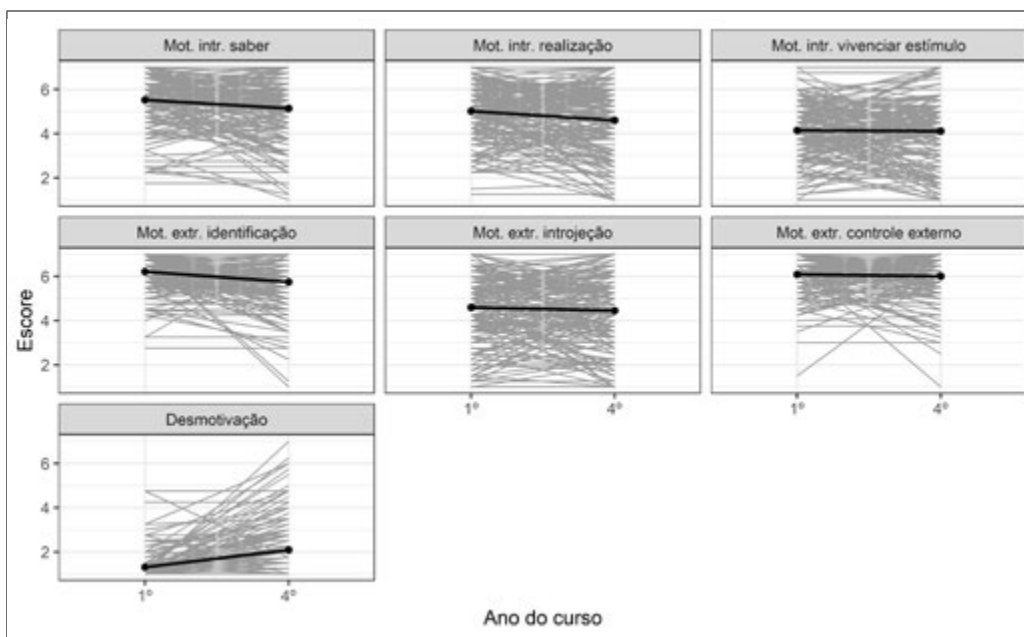 Mot. intr. saber
Mot. intr. realização
Mot. intr. vivenciar estímulo
6
4
2
Mot. extr. identificação
Mot. extr. introjeção
Mot. extr. controle externo
6
4
2
1º 4º
1º 4º
Desmotivação
6
4
2
1º 4º
Escore
Ano do curso